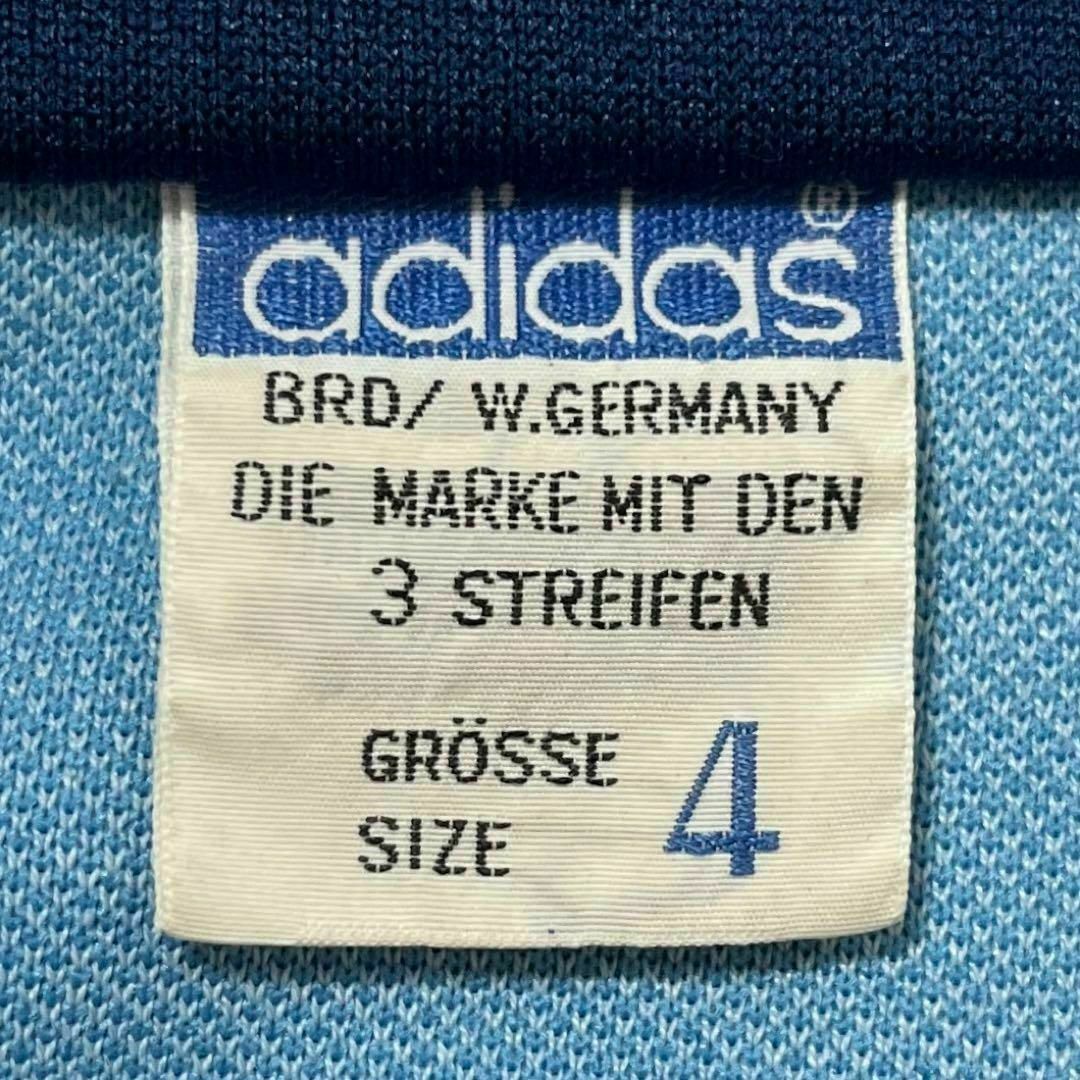 adidas®
BRD/ W.GERMANY
DIE MARKE MIT DEN
3 STREIFEN
GRÖSSE
SIZE 4